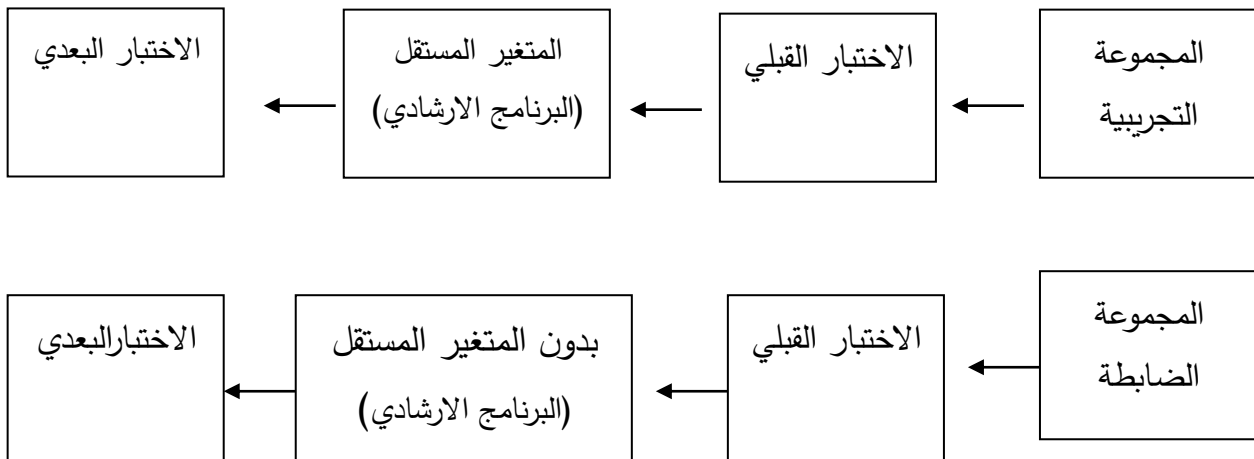 المجموعة
التجريبية
الاختبار القبلي
المتغير المستقل
(البرنامج الارشادي)
الاختبار البعدي
المجموعة
الضابطة
الاختبار القبلي
بدون المتغير المستقل
(البرنامج الارشادي)
الاختبارالبعدي